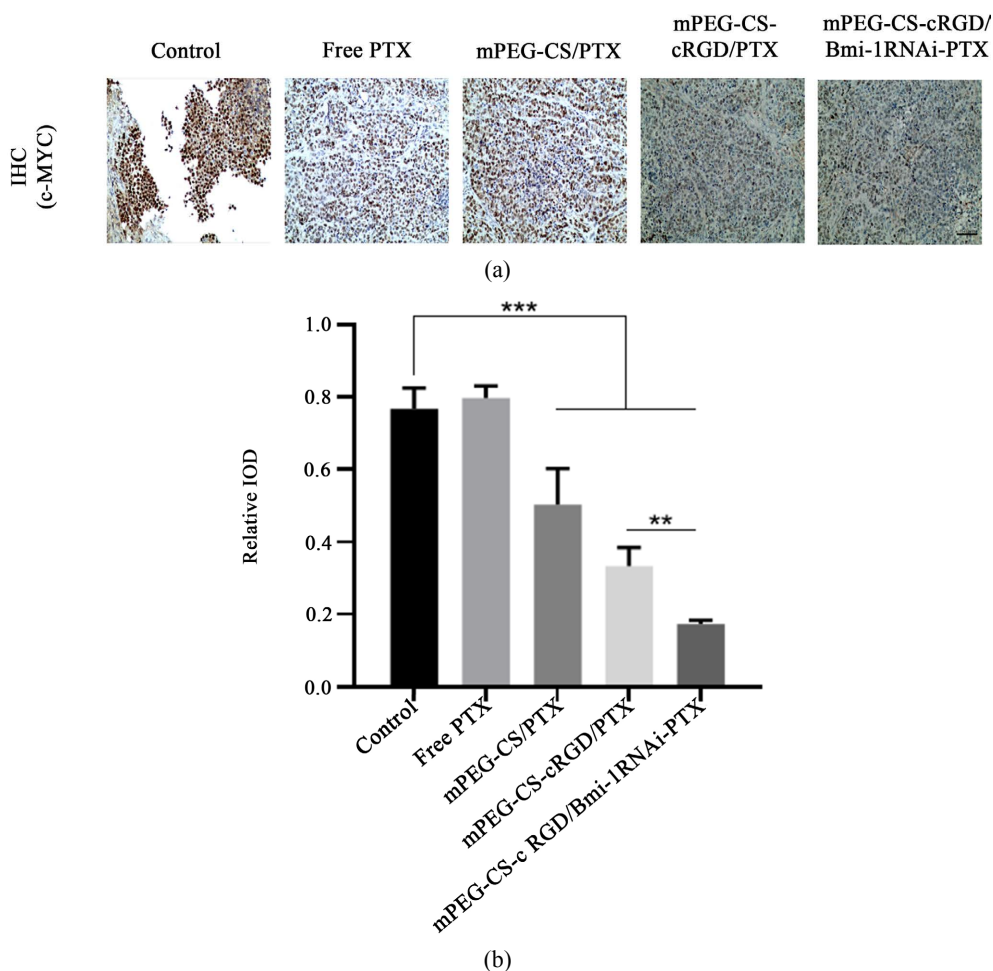 Control
Free PTX
mPEG-CS/PTX
mPEG-CS-
cRGD/PTX
mPEG-CS-cRGD/
Bmi-1RNAi-PTX
IHC
(c-MYC)
(a)
***
**
1.0
0.8
0.6
0.4
0.2
0.0
Relative IOD
Control
Free PTX
mPEG-CS/PTX
mPEG-CS-cRGD/PTX
mPEG-CS-c RGD/Bmi-1RNAi-PTX
(b)